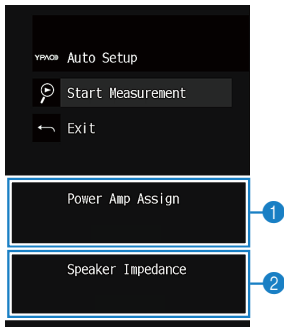 YPAO Auto Setup
Start Measurement
Exit
Power Amp Assign
1
Speaker Impedance
2